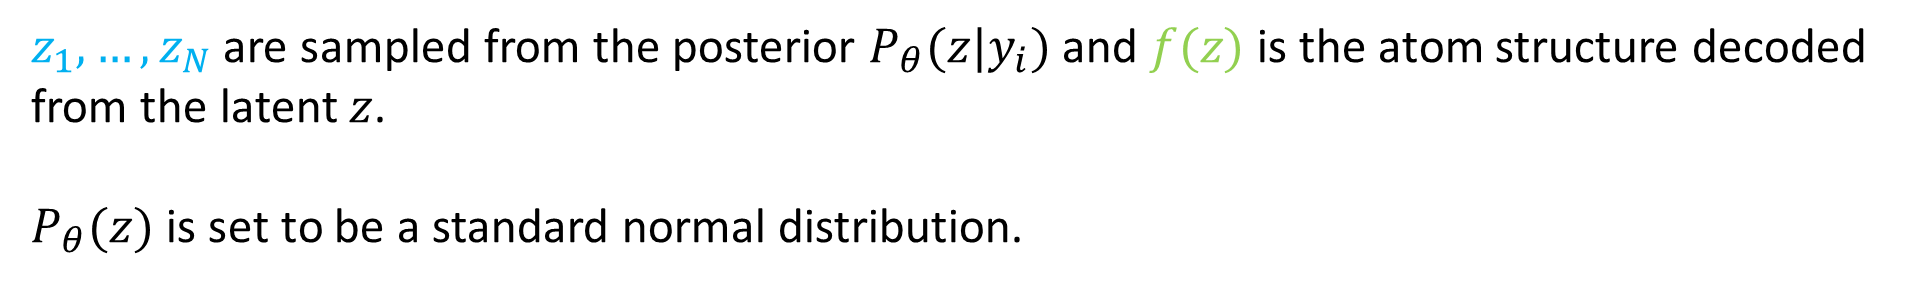 z₁, ..., z_N are sampled from the posterior P_θ(z|y_i) and f(z) is the atom structure decoded
from the latent z.
P_θ(z) is set to be a standard normal distribution.